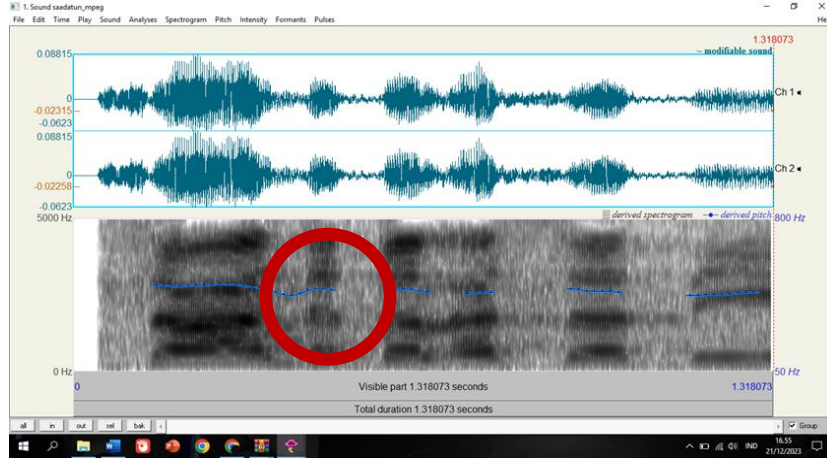 1. Sound saadatun_mpeg
File Edit Time Play Sound Analyses Spectrogram Pitch Intensity Formants Pulses He
1.318073
~ modifiable sound
0.08815
0
-0.02315
-0.0623
Ch 1
0.08815
0
-0.02258
-0.0623
Ch 2
derived spectrogram derived pitch
5000 Hz 800 Hz
0 Hz 50 Hz
0 Visible part 1.318073 seconds 1.318073
Total duration 1.318073 seconds
all in out sel bak Group
IND 16.55
21/12/2023